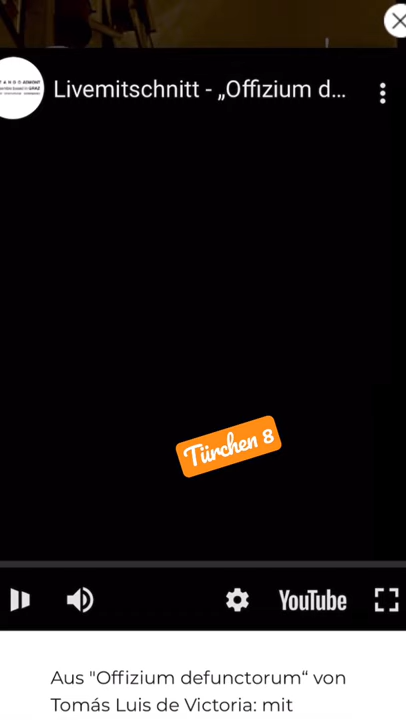 Livemitschnitt - „Offizium d...
Türchen 8
YouTube
Aus "Offizium defunctorum“ von
Tomás Luis de Victoria: mit